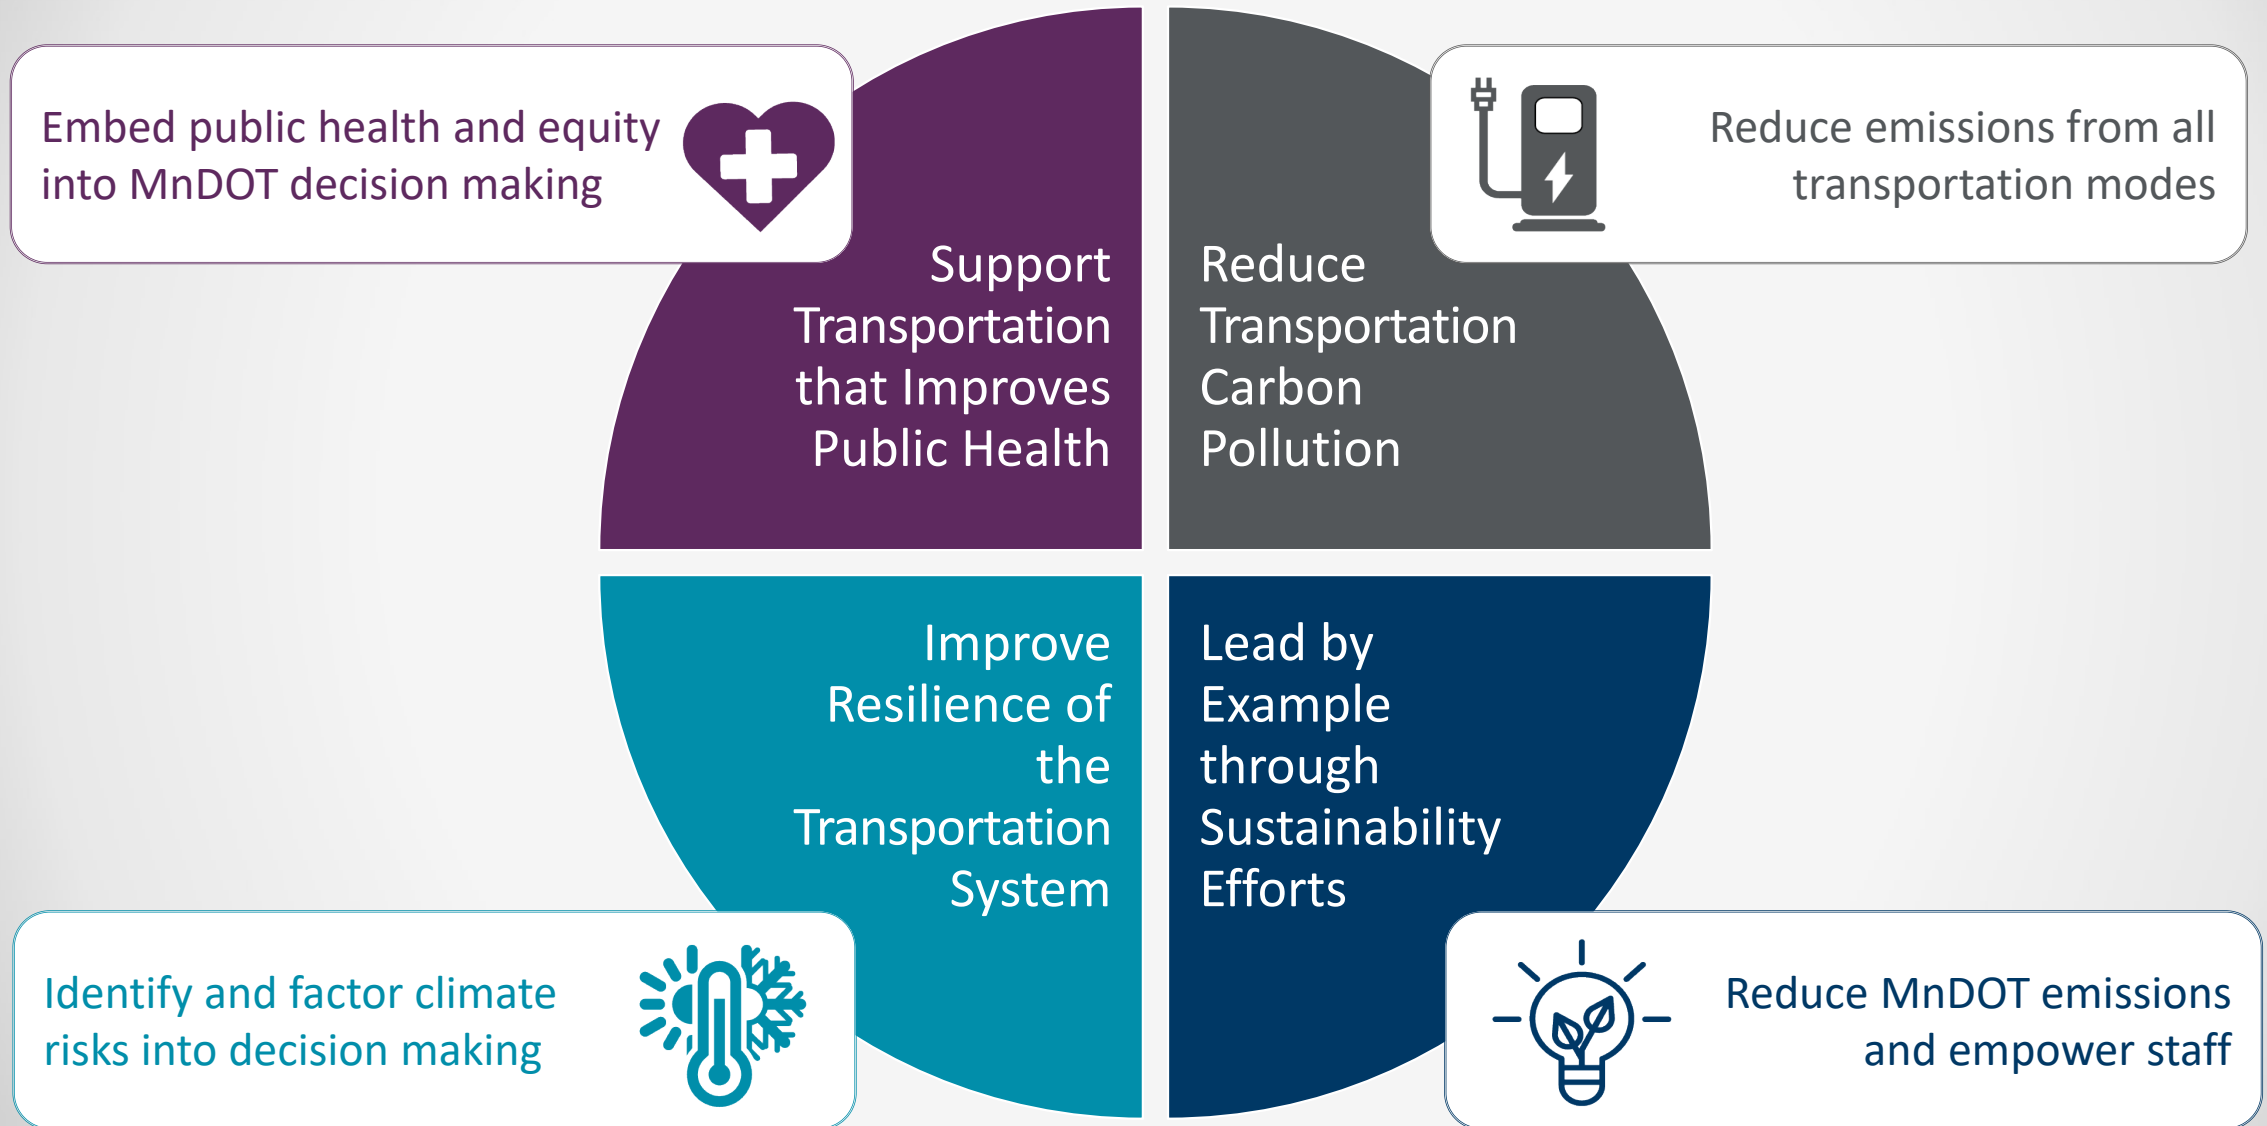 Embed public health and equity
into MnDOT decision making
Support
Transportation
that Improves
Public Health
Reduce
Transportation
Carbon
Pollution
Reduce emissions from all
transportation modes
Improve
Resilience of
the
Transportation
System
Identify and factor climate
risks into decision making
Lead by
Example
through
Sustainability
Efforts
Reduce MnDOT emissions
and empower staff